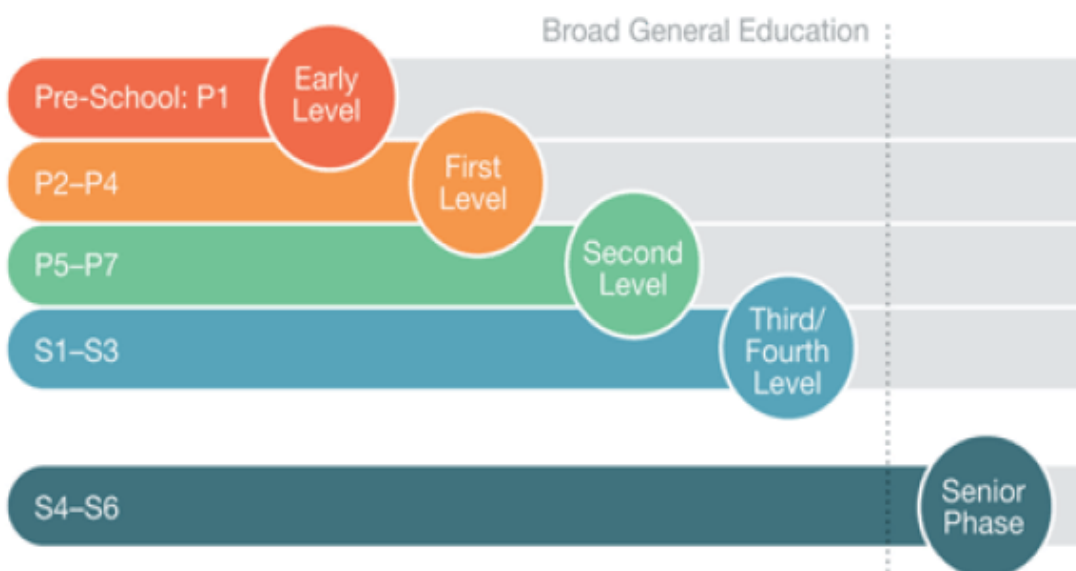 Broad General Education
Pre-School: P1
Early
Level
P2–P4
First
Level
P5–P7
Second
Level
S1–S3
Third/
Fourth
Level
S4–S6
Senior
Phase